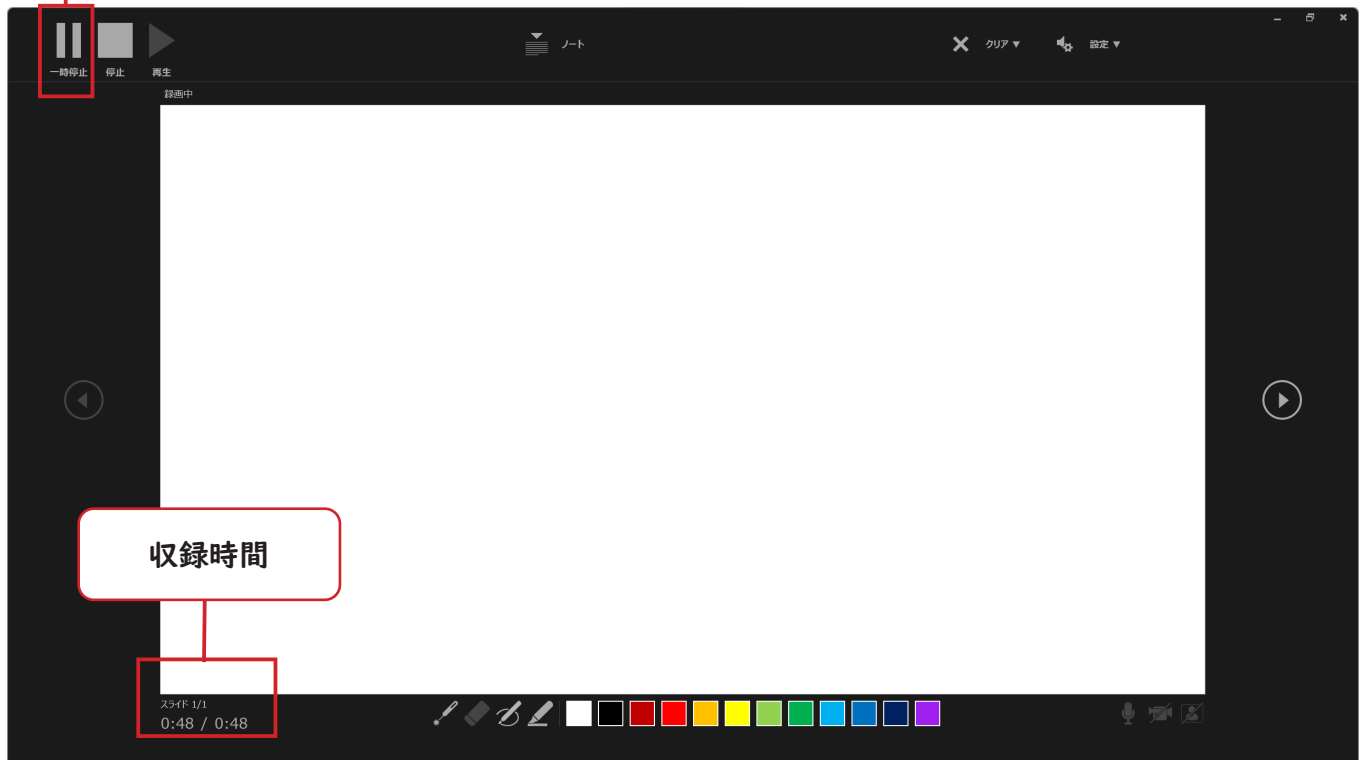 一時停止 停止 再生
ノート
クリア▼
設定▼
録画中
収録時間
スライド 1/1
0:48 / 0:48